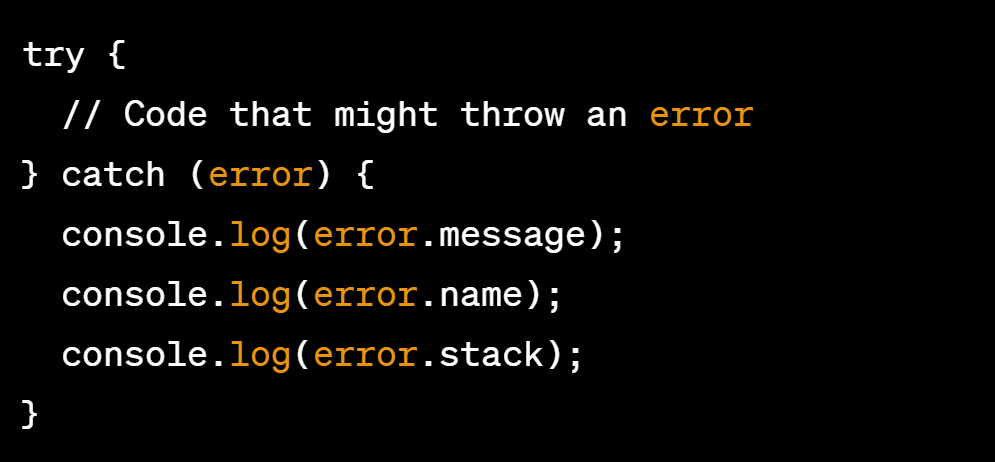 try {
  // Code that might throw an error
} catch (error) {
  console.log(error.message);
  console.log(error.name);
  console.log(error.stack);
}